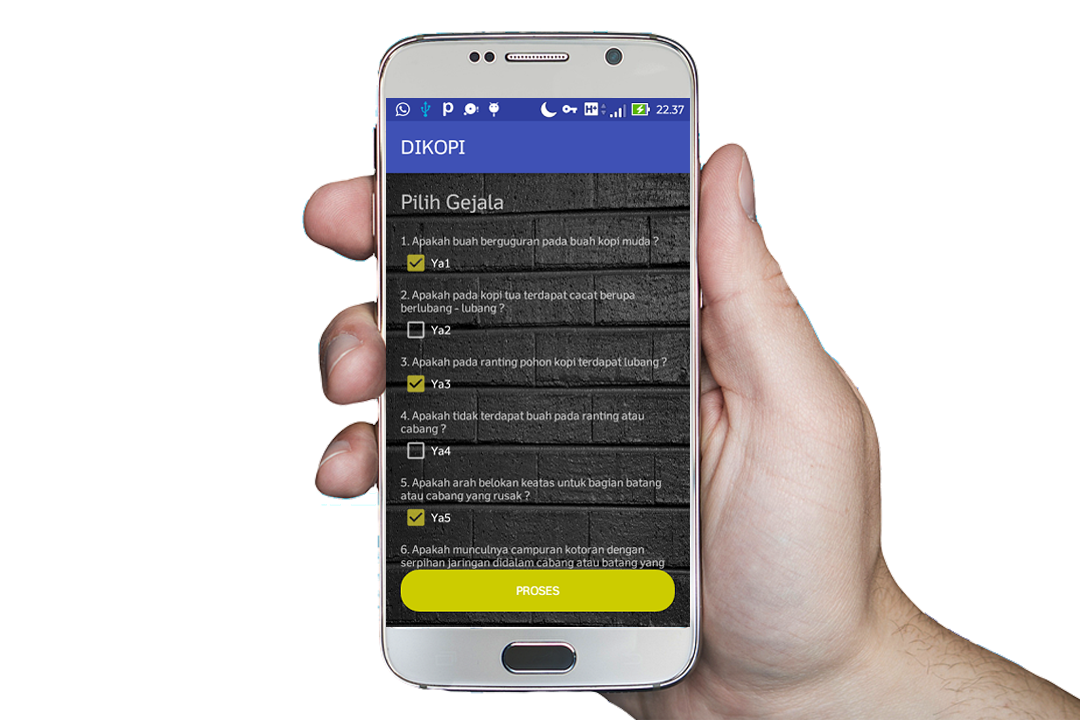 22.37
DIKOPI
Pilih Gejala
1. Apakah buah berguguran pada buah kopi muda ?
Ya1
2. Apakah pada kopi tua terdapat cacat berupa
berlubang - lubang ?
Ya2
3. Apakah pada ranting pohon kopi terdapat lubang ?
Ya3
4. Apakah tidak terdapat buah pada ranting atau
cabang ?
Ya4
5. Apakah arah belokan keatas untuk bagian batang
atau cabang yang rusak ?
Ya5
6. Apakah munculnya campuran kotoran dengan
serpihan jaringan didalam cabang atau batang yang
PROSES